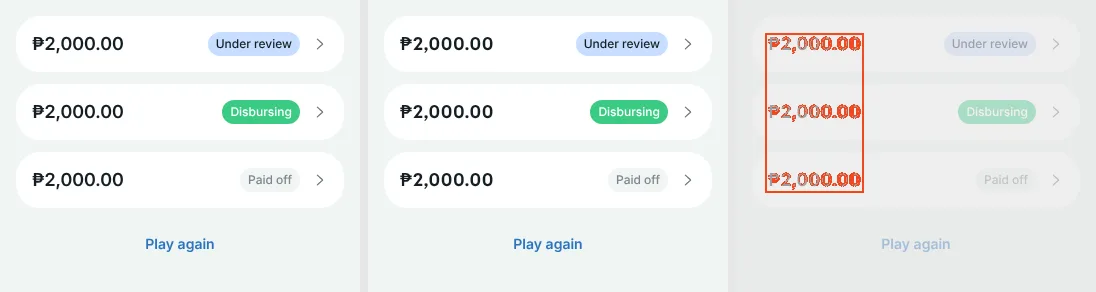 ₱2,000.00 Under review
₱2,000.00 Disbursing
₱2,000.00 Paid off
Play again
₱2,000.00 Under review
₱2,000.00 Disbursing
₱2,000.00 Paid off
Play again
₱2,000.00 Under review
₱2,000.00 Disbursing
₱2,000.00 Paid off
Play again